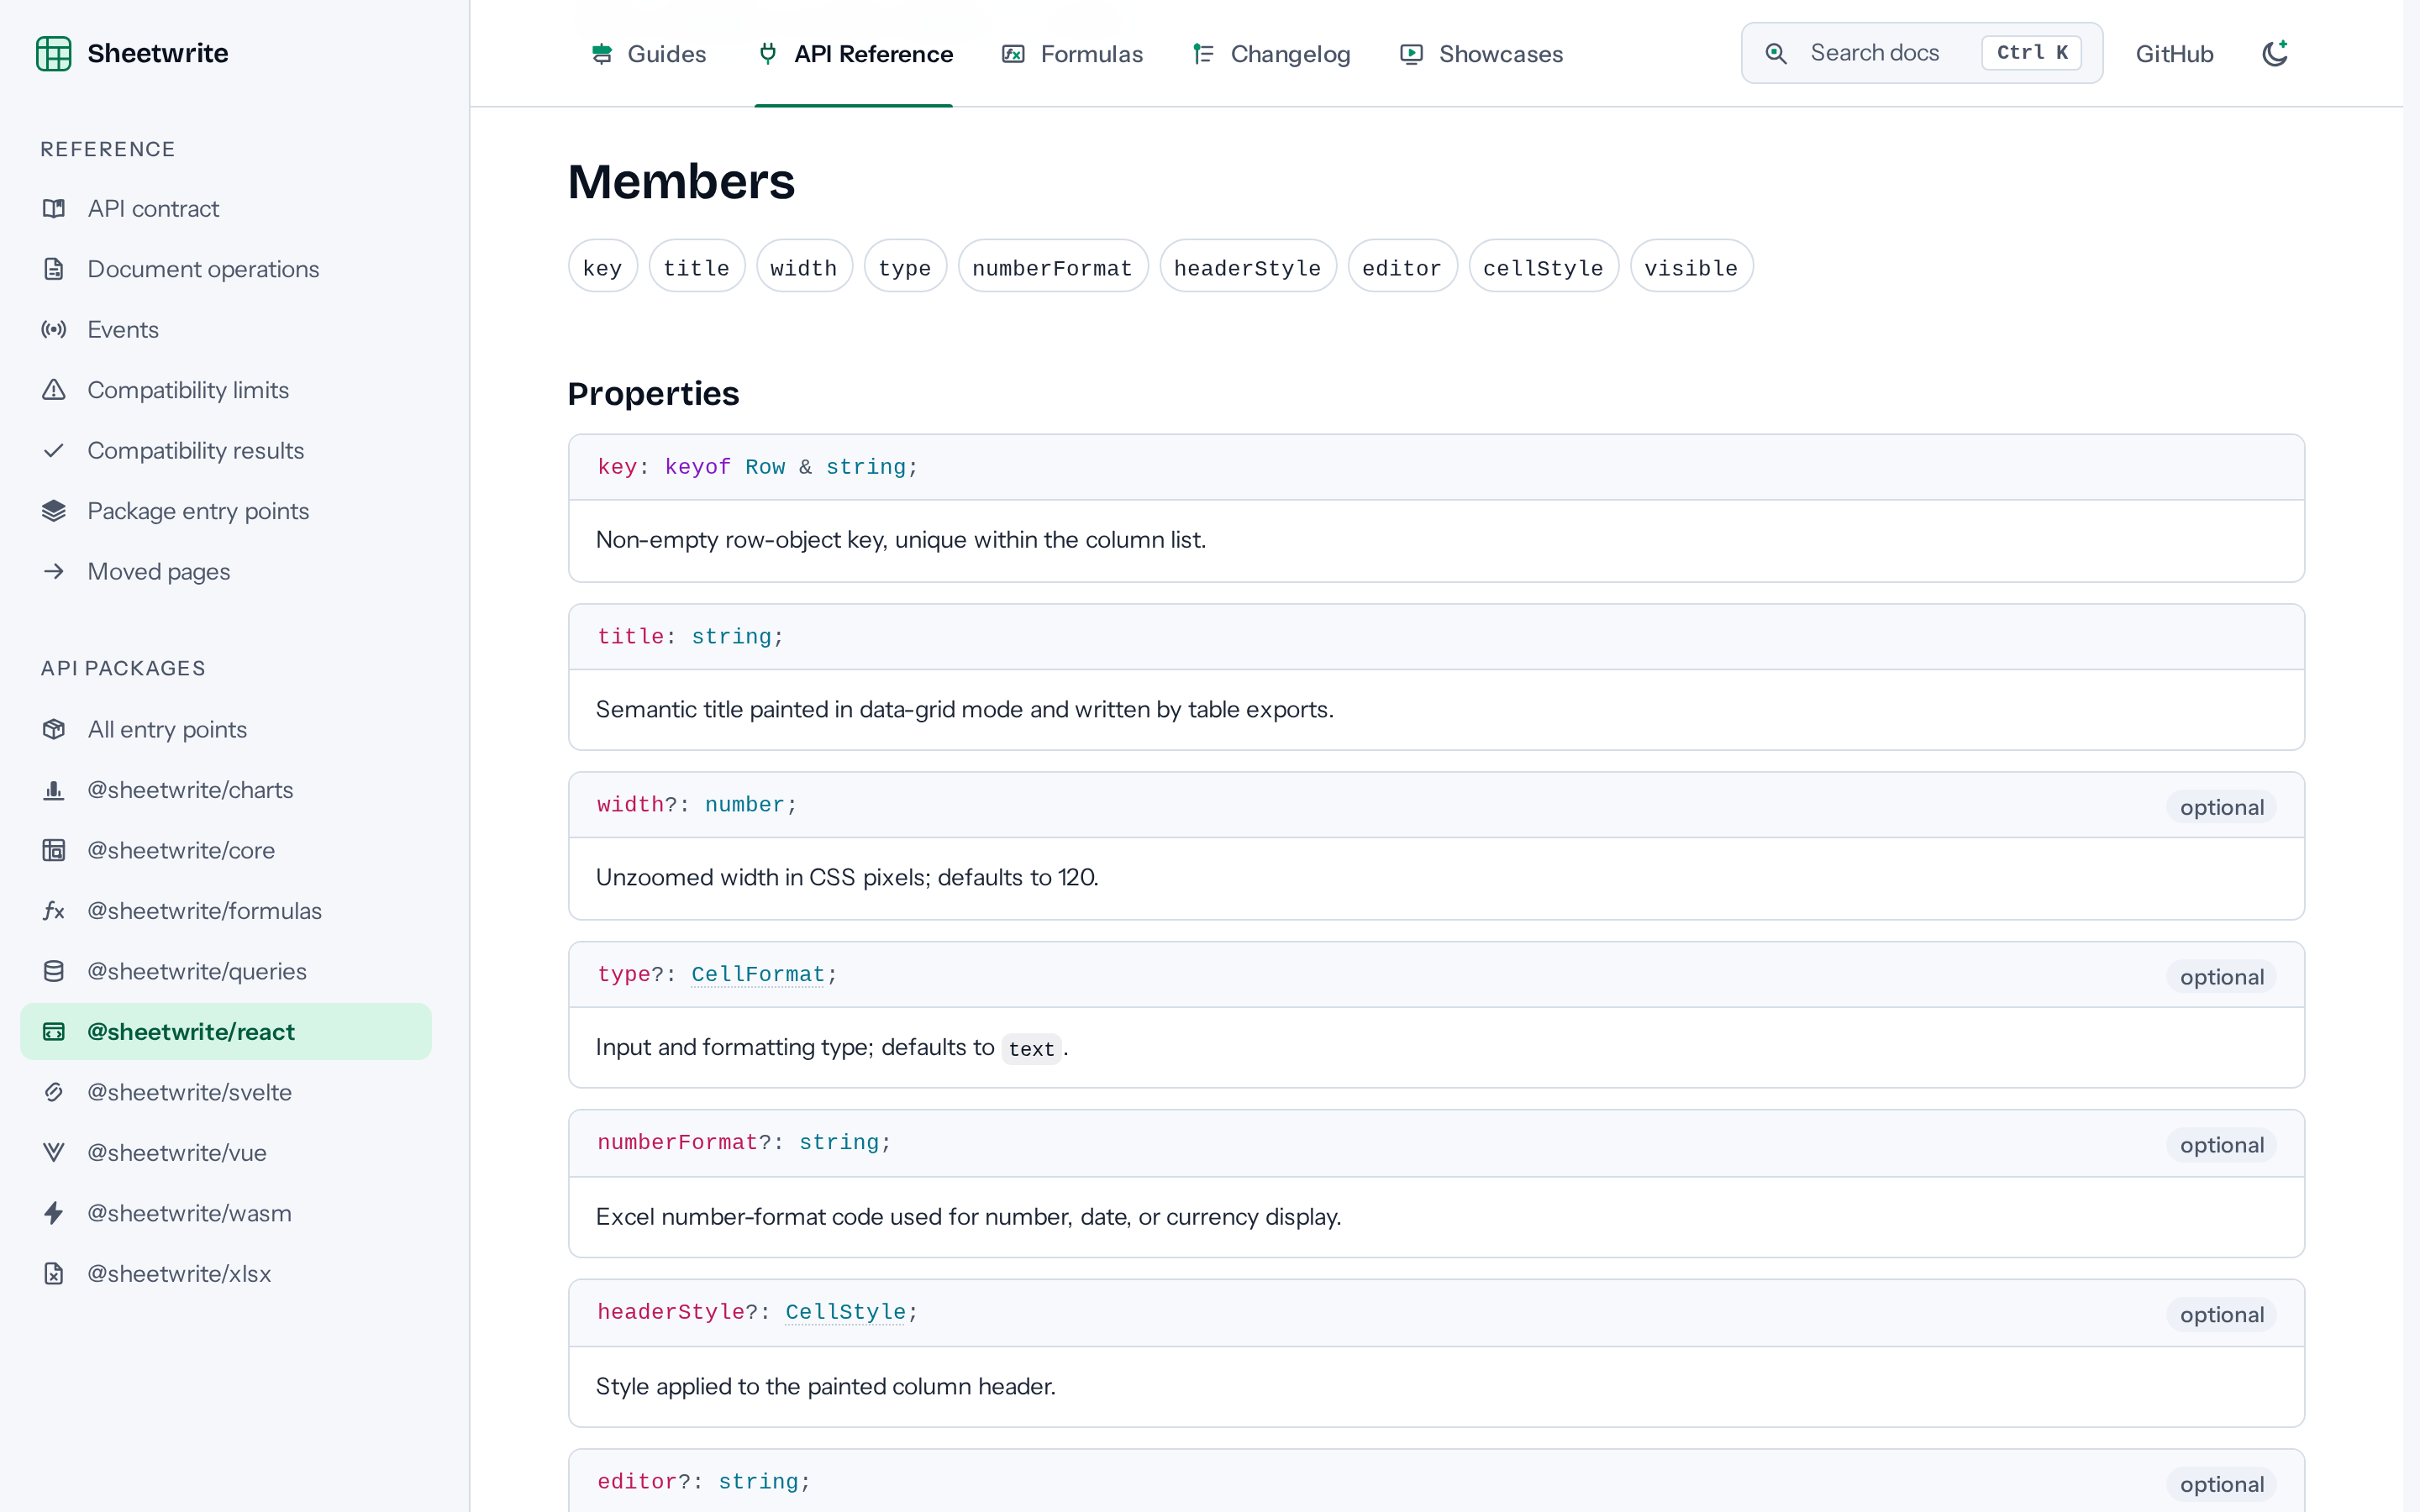 Sheetwrite
REFERENCE
API contract
Document operations
Events
Compatibility limits
Compatibility results
Package entry points
Moved pages
API PACKAGES
All entry points
@sheetwrite/charts
@sheetwrite/core
@sheetwrite/formulas
@sheetwrite/queries
@sheetwrite/react
@sheetwrite/svelte
@sheetwrite/vue
@sheetwrite/wasm
@sheetwrite/xlsx
Guides API Reference Formulas Changelog Showcases Search docs Ctrl K GitHub
Members
key title width type numberFormat headerStyle editor cellStyle visible
Properties
key: keyof Row & string;
Non-empty row-object key, unique within the column list.
title: string;
Semantic title painted in data-grid mode and written by table exports.
width?: number; optional
Unzoomed width in CSS pixels; defaults to 120.
type?: CellFormat; optional
Input and formatting type; defaults to text.
numberFormat?: string; optional
Excel number-format code used for number, date, or currency display.
headerStyle?: CellStyle; optional
Style applied to the painted column header.
editor?: string; optional